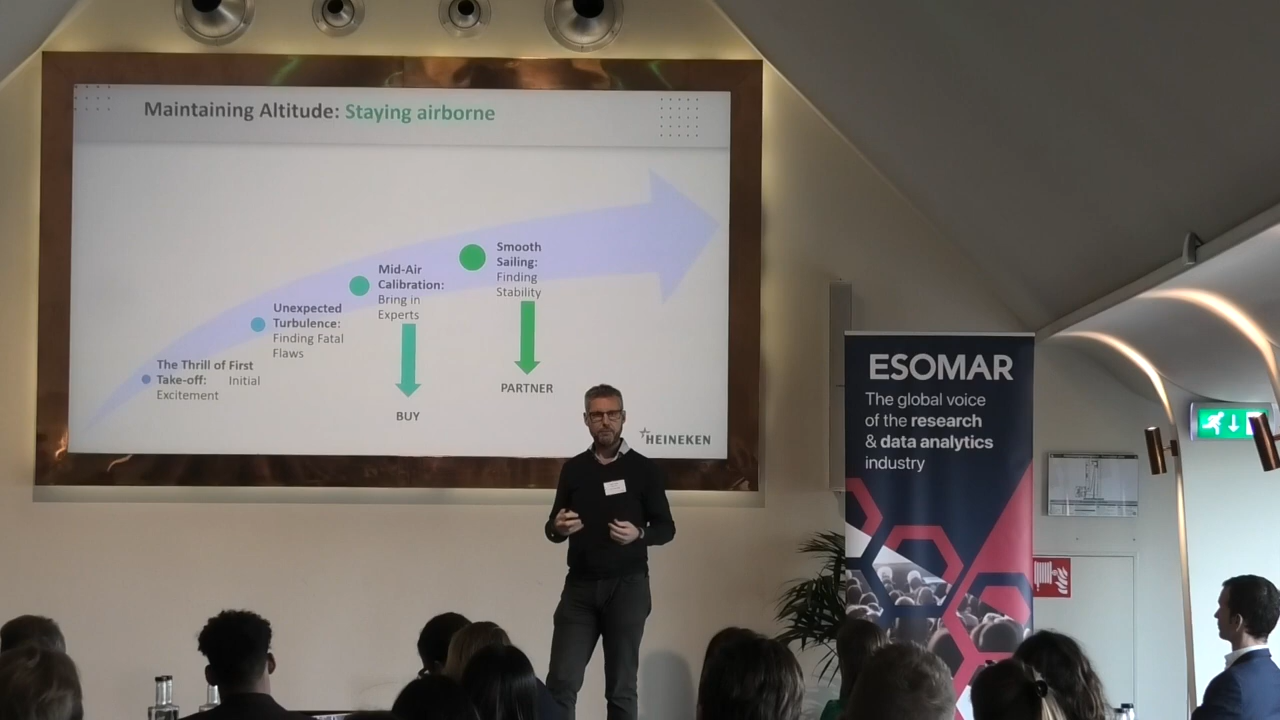 Maintaining Altitude: Staying airborne
Smooth
Sailing:
Finding
Stability
Mid-Air
Calibration:
Bring in
Experts
Unexpected
Turbulence:
Finding Fatal
Flaws
The Thrill of First
Take-off: Initial
Excitement
PARTNER
BUY
HEINEKEN
ESOMAR
The global voice
of the research
& data analytics
industry